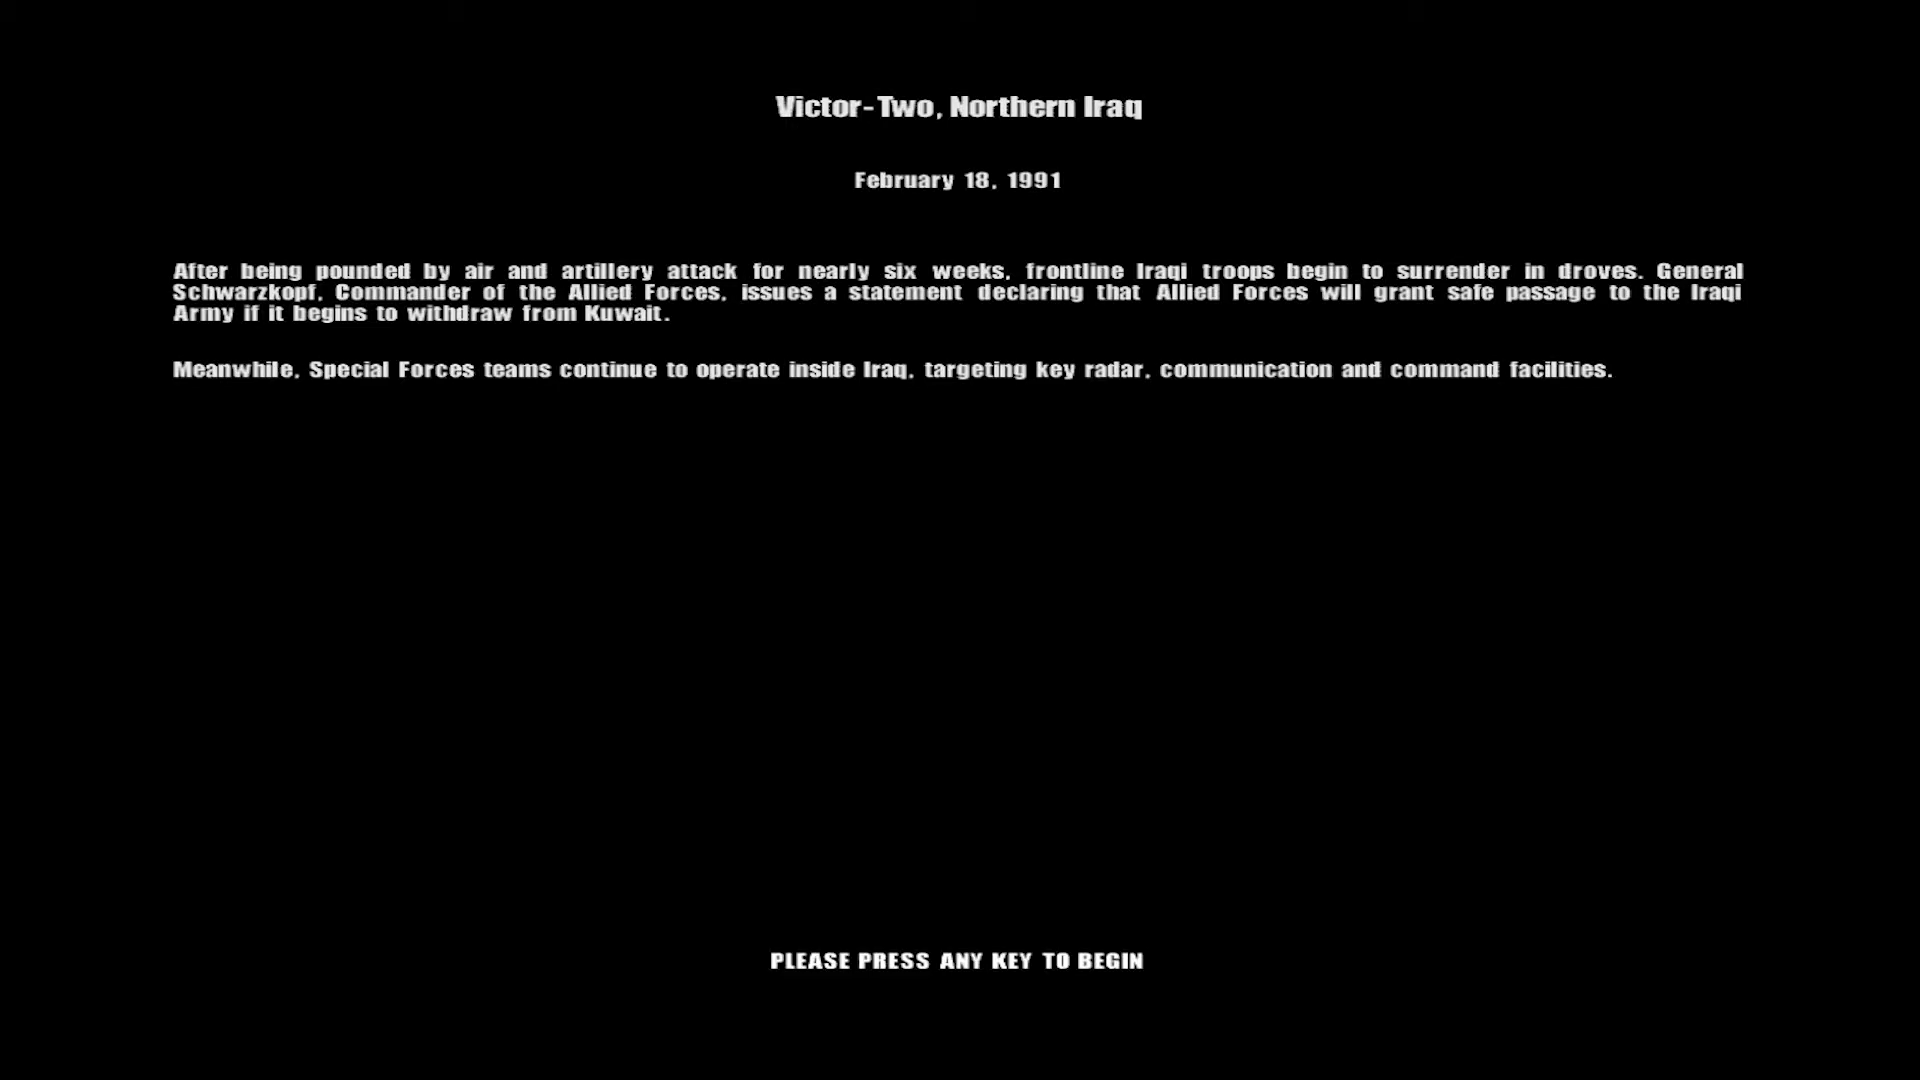 Victor-Two, Northern Iraq
February 18, 1991
After being pounded by air and artillery attack for nearly six weeks, frontline Iraqi troops begin to surrender in droves. General
Schwarzkopf, Commander of the Allied Forces, issues a statement declaring that Allied Forces will grant safe passage to the Iraqi
Army if it begins to withdraw from Kuwait.
Meanwhile, Special Forces teams continue to operate inside Iraq, targeting key radar, communication and command facilities.
PLEASE PRESS ANY KEY TO BEGIN